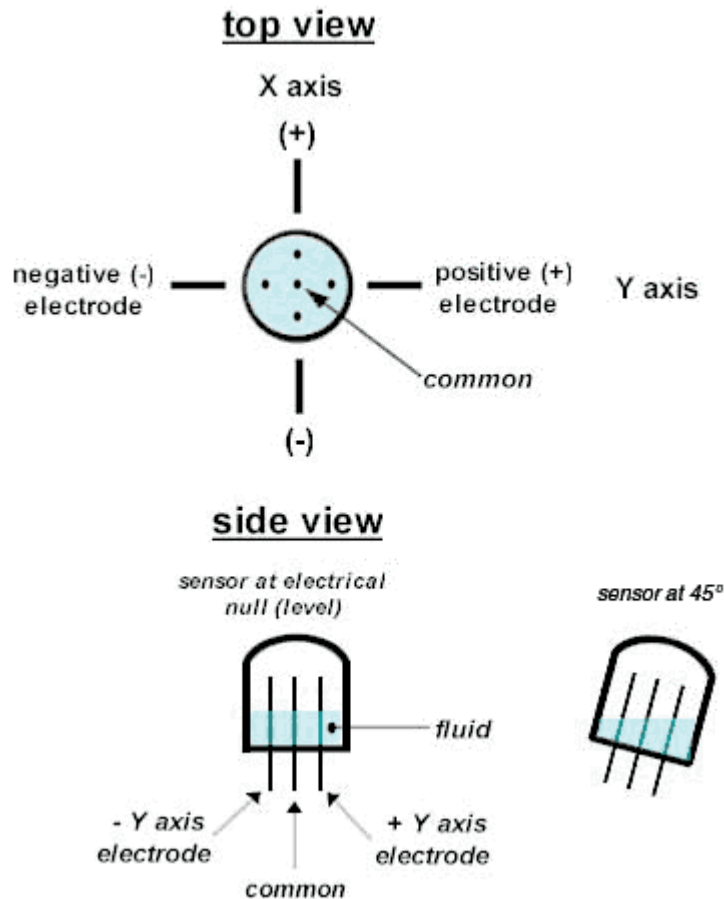 top view
X axis
(+)
negative (-)
electrode
positive (+)
electrode
Y axis
common
(-)
side view
sensor at electrical
null (level)
sensor at 45º
fluid
- Y axis
electrode
+ Y axis
electrode
common